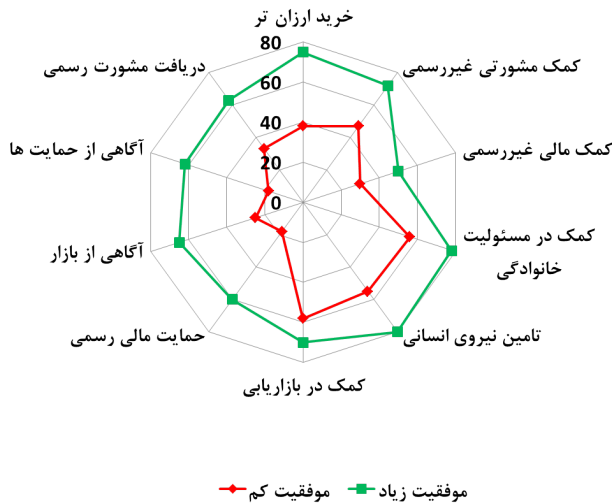 خرید ارزان تر
کمک مشورتی غیررسمی
کمک مالی غیررسمی
کمک در مسئولیت
خانوادگی
تامین نیروی انسانی
کمک در بازاریابی
حمایت مالی رسمی
آگاهی از بازار
آگاهی از حمایت ها
دریافت مشورت رسمی
80
60
40
20
0
موفقیت زیاد
موفقیت کم